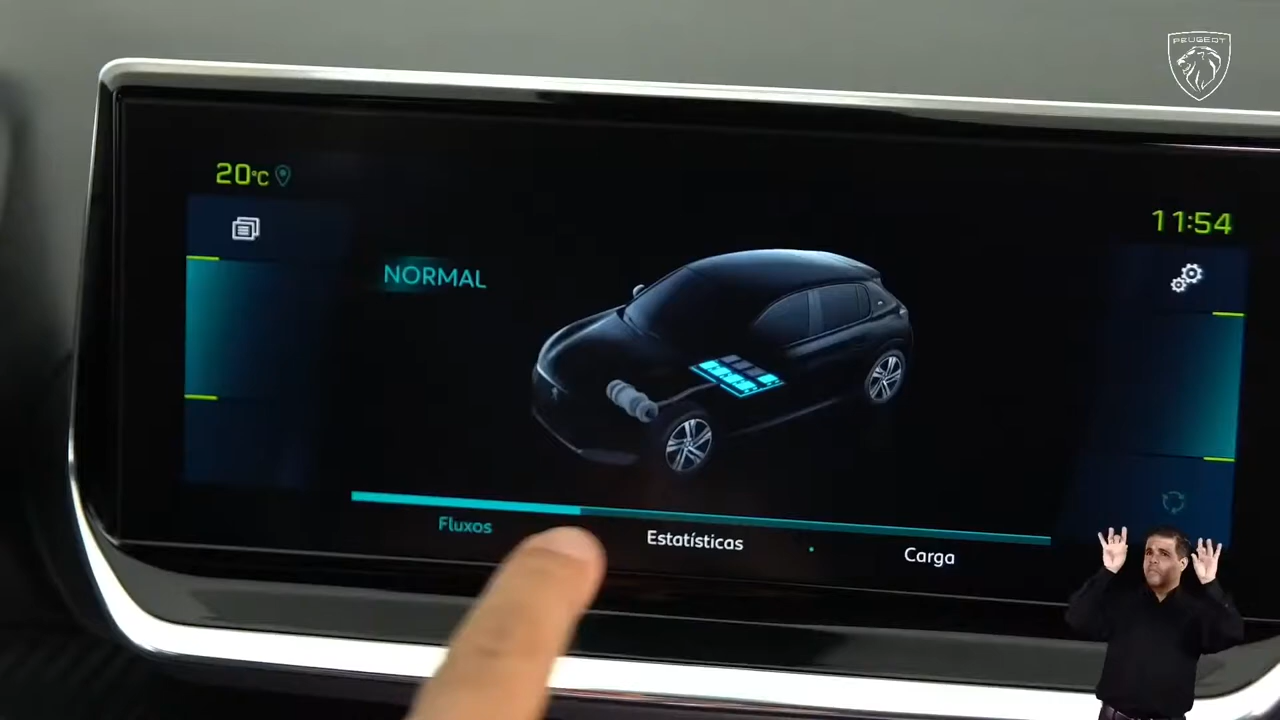 PEUGEOT
20°C
11:54
NORMAL
Fluxos
Estatísticas
Carga